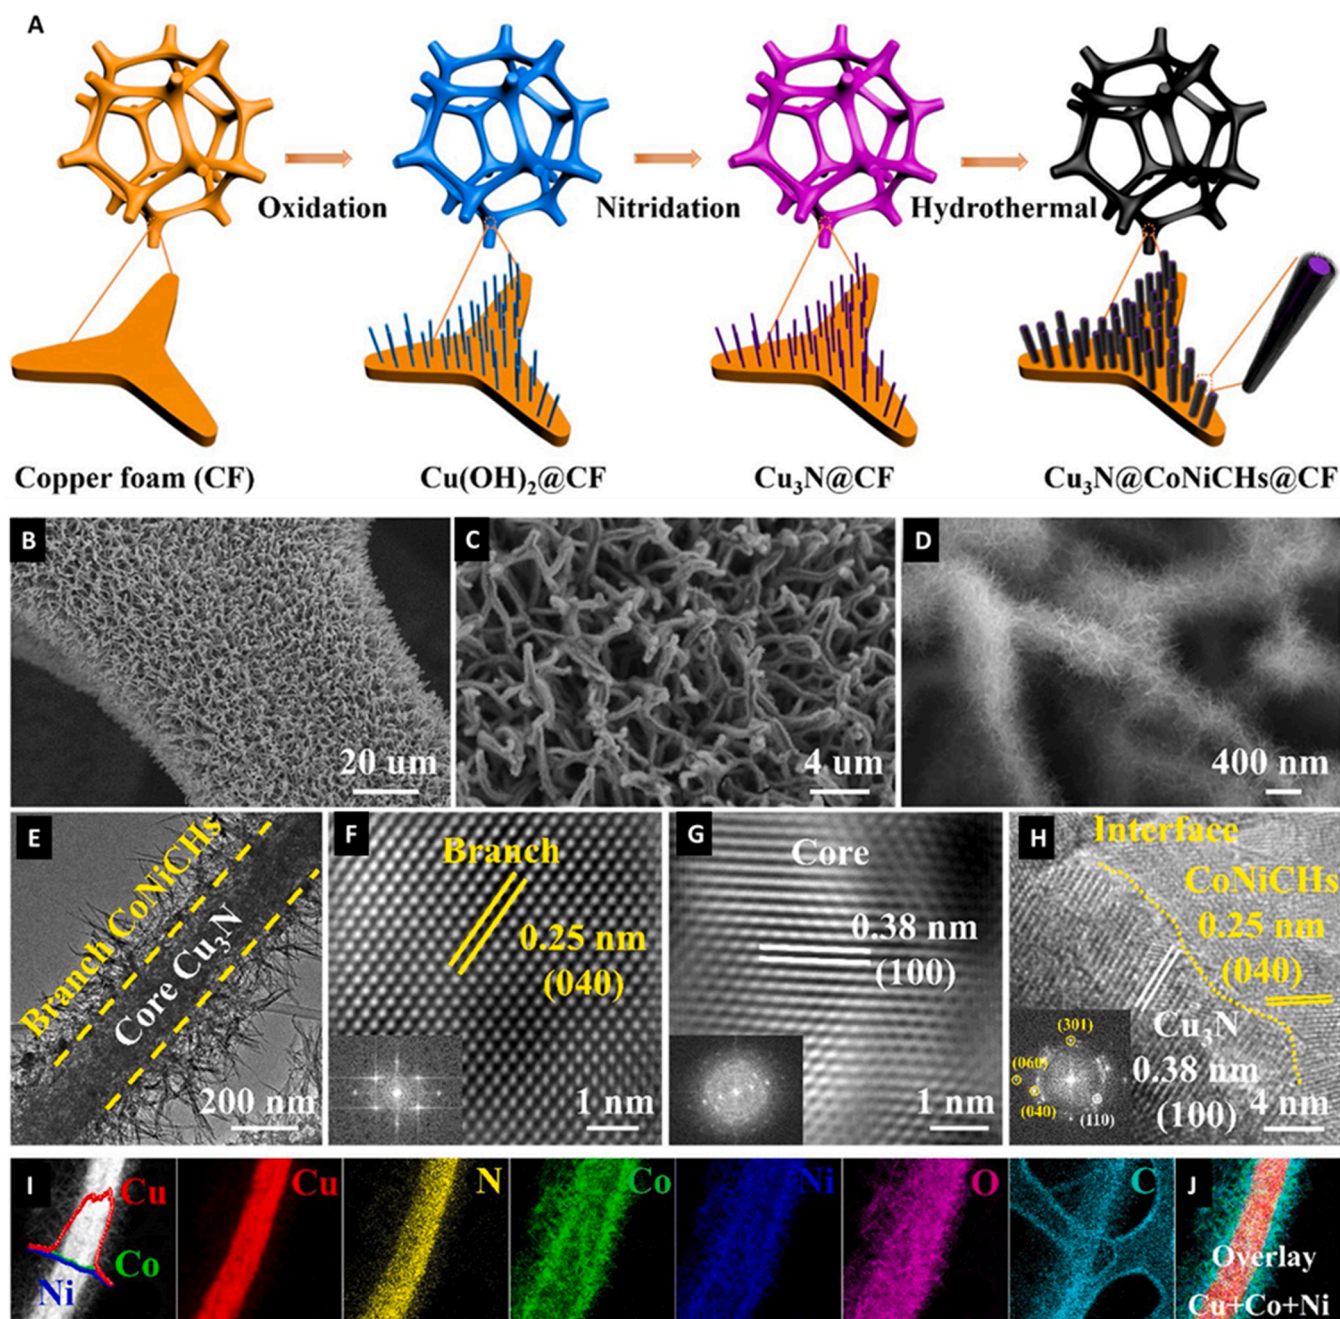 A
Oxidation
Nitridation
Hydrothermal
Copper foam (CF)
Cu(OH)₂@CF
Cu₃N@CF
Cu₃N@CoNiCHs@CF
B
20 um
C
4 um
D
400 nm
E
Branch CoNiCHs
Core Cu₃N
200 nm
F
Branch
0.25 nm
(040)
1 nm
G
Core
0.38 nm
(100)
1 nm
H
Interface
CoNiCHs
0.25 nm
(040)
Cu₃N
0.38 nm
(100)
(301)
(060)
(040)
(110)
4 nm
I
Cu
Co
Ni
Cu
N
Co
Ni
O
C
J
Overlay
Cu+Co+Ni